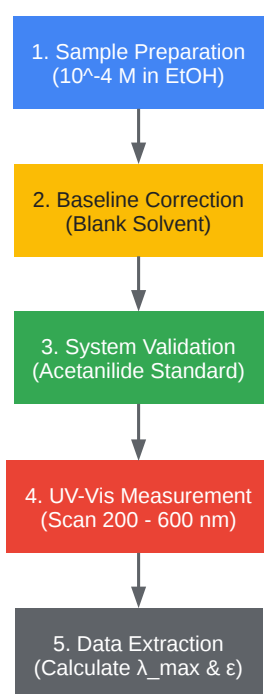 1. Sample Preparation
(10^-4 M in EtOH)
2. Baseline Correction
(Blank Solvent)
3. System Validation
(Acetanilide Standard)
4. UV-Vis Measurement
(Scan 200 - 600 nm)
5. Data Extraction
(Calculate λ_max & ε)